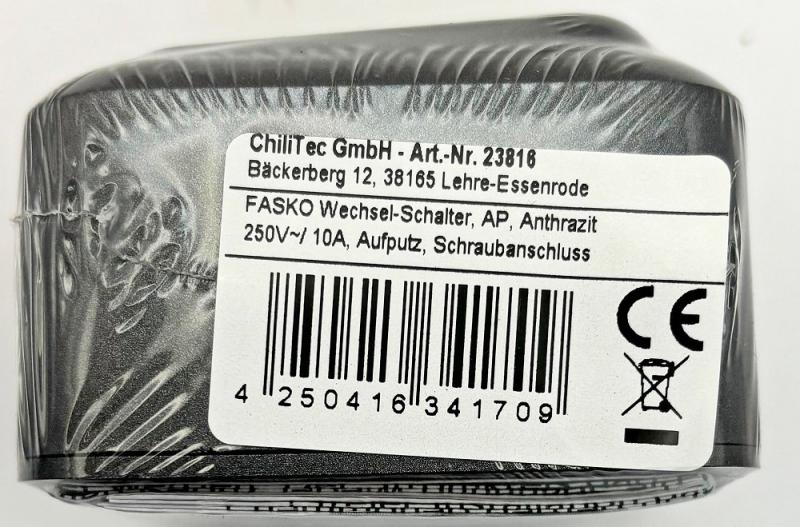 ChiliTec GmbH - Art.-Nr. 23816
Bäckerberg 12, 38165 Lehre-Essenrode
FASKO Wechsel-Schalter, AP, Anthrazit
250V~/ 10A, Aufputz, Schraubanschluss
CE
4 250416 341709